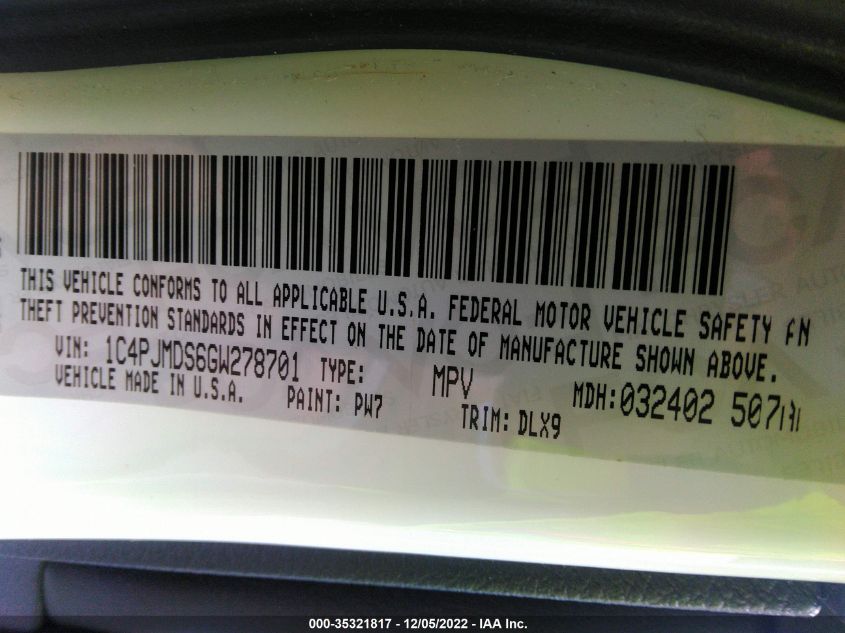 THIS VEHICLE CONFORMS TO ALL APPLICABLE U.S.A. FEDERAL MOTOR VEHICLE SAFETY AN
THEFT PREVENTION STANDARDS IN EFFECT ON THE DATE OF MANUFACTURE SHOWN ABOVE.
VIN: 1C4PJMDS6GW278701 TYPE: MPV MDH: 032402 507
VEHICLE MADE IN U.S.A. PAINT: PW7 TRIM: DLX9
000-35321817 - 12/05/2022 - IAA Inc.